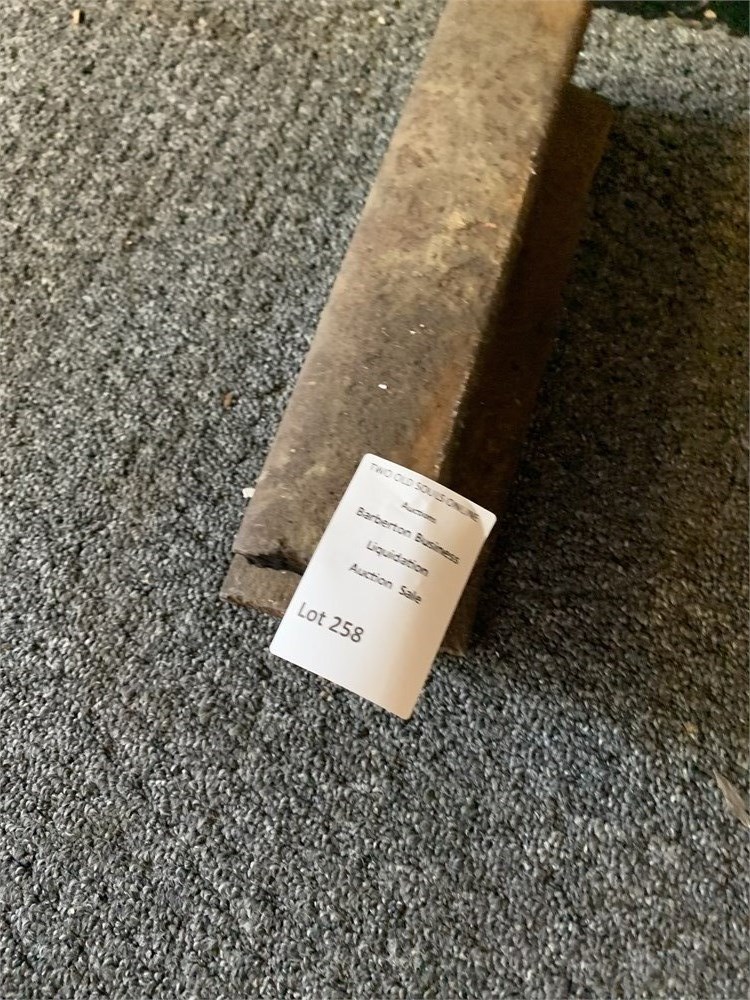 TWO OLD SOULS ONLINE
Auctions
Barberton Business
Liquidation
Auction Sale
Lot 258